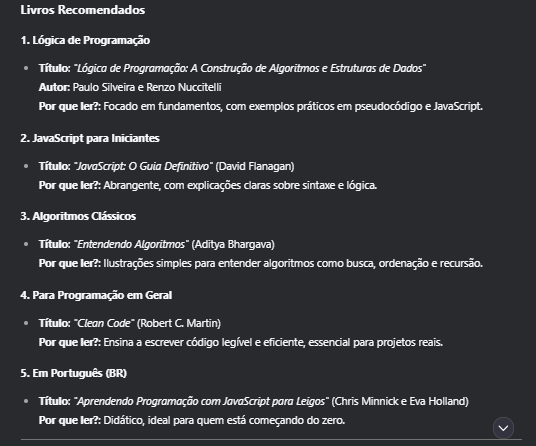 Livros Recomendados
1. Lógica de Programação
Título: "Lógica de Programação: A Construção de Algoritmos e Estruturas de Dados"
Autor: Paulo Silveira e Renzo Nuccitelli
Por que ler?: Focado em fundamentos, com exemplos práticos em pseudocódigo e JavaScript.
2. JavaScript para Iniciantes
Título: "JavaScript: O Guia Definitivo" (David Flanagan)
Por que ler?: Abrangente, com explicações claras sobre sintaxe e lógica.
3. Algoritmos Clássicos
Título: "Entendendo Algoritmos" (Aditya Bhargava)
Por que ler?: Ilustrações simples para entender algoritmos como busca, ordenação e recursão.
4. Para Programação em Geral
Título: "Clean Code" (Robert C. Martin)
Por que ler?: Ensina a escrever código legível e eficiente, essencial para projetos reais.
5. Em Português (BR)
Título: "Aprendendo Programação com JavaScript para Leigos" (Chris Minnick e Eva Holland)
Por que ler?: Didático, ideal para quem está começando do zero.